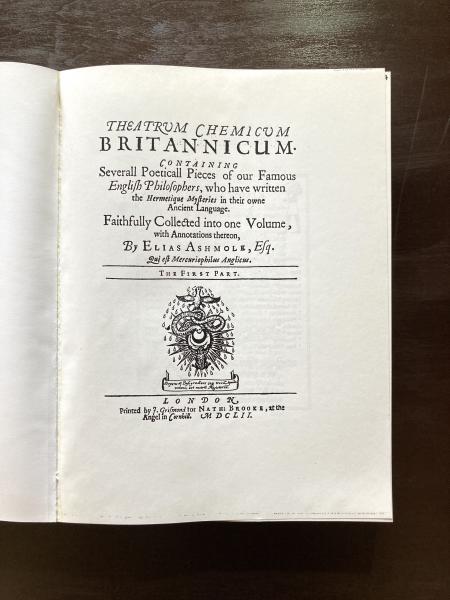 THEATRVM CHEMICVM
BRITANNICUM.
CONTAINING
Severall Poeticall Pieces of our Famous
English Philosophers, who have written
the Hermetique Mysteries in their owne
Ancient Language.
Faithfully Collected into one Volume,
with Annotations thereon,
By ELIAS ASHMOLE, Esq.
Qui est Mercuriophilus Anglicus.
THE FIRST PART.
LONDON,
Printed by J. Grismond for NATH: BROOKE, at the
Angel in Cornhill. MDCLII.